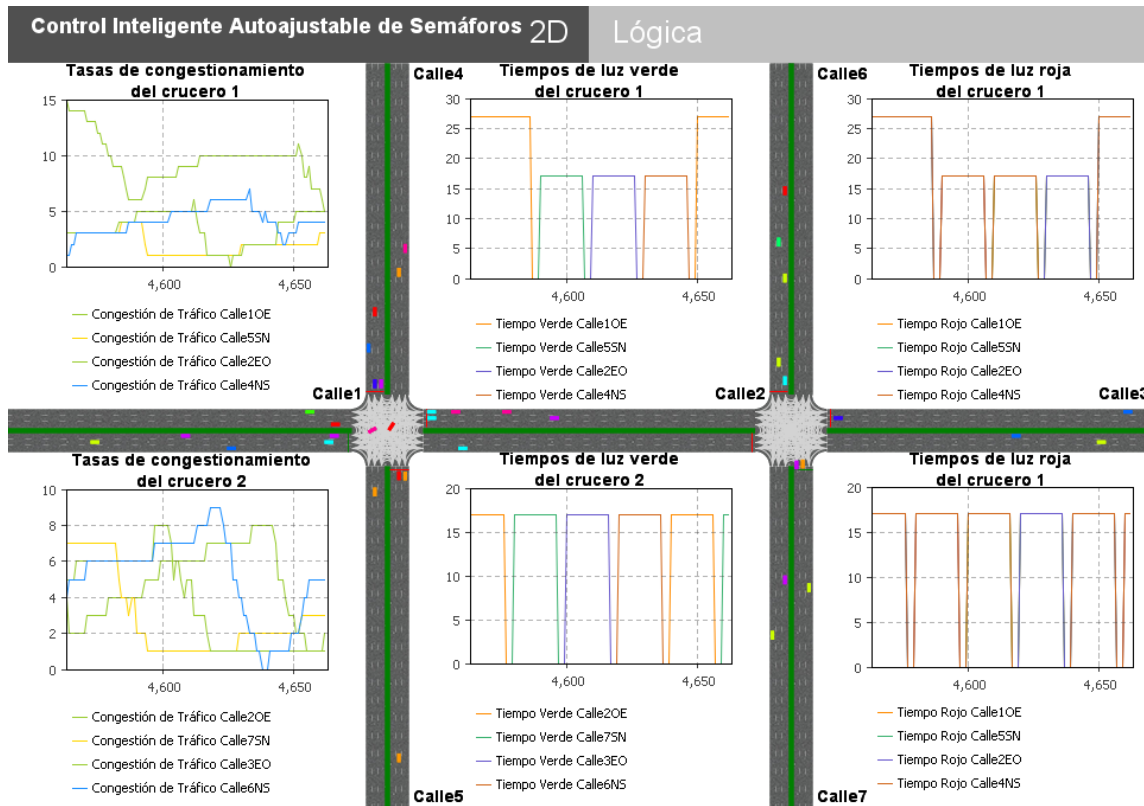 Control Inteligente Autoajustable de Semáforos 2D
Lógica
Tasas de congestionamiento
del crucero 1
15
10
5
0
4,600
4,650
Congestión de Tráfico Calle1OE
Congestión de Tráfico Calle5SN
Congestión de Tráfico Calle2EO
Congestión de Tráfico Calle4NS
Calle4
Tiempos de luz verde
del crucero 1
30
25
20
15
10
5
0
4,600
4,650
Tiempo Verde Calle1OE
Tiempo Verde Calle5SN
Tiempo Verde Calle2EO
Tiempo Verde Calle4NS
Calle6
Tiempos de luz roja
del crucero 1
30
25
20
15
10
5
0
4,600
4,650
Tiempo Rojo Calle1OE
Tiempo Rojo Calle5SN
Tiempo Rojo Calle2EO
Tiempo Rojo Calle4NS
Calle1
Calle2
Calle3
Tasas de congestionamiento
del crucero 2
10
8
6
4
2
0
4,600
4,650
Congestión de Tráfico Calle2OE
Congestión de Tráfico Calle7SN
Congestión de Tráfico Calle3EO
Congestión de Tráfico Calle6NS
Tiempos de luz verde
del crucero 2
20
15
10
5
0
4,600
4,650
Tiempo Verde Calle2OE
Tiempo Verde Calle7SN
Tiempo Verde Calle3EO
Tiempo Verde Calle6NS
Tiempos de luz roja
del crucero 1
20
15
10
5
0
4,600
4,650
Tiempo Rojo Calle1OE
Tiempo Rojo Calle5SN
Tiempo Rojo Calle2EO
Tiempo Rojo Calle4NS
Calle5
Calle7